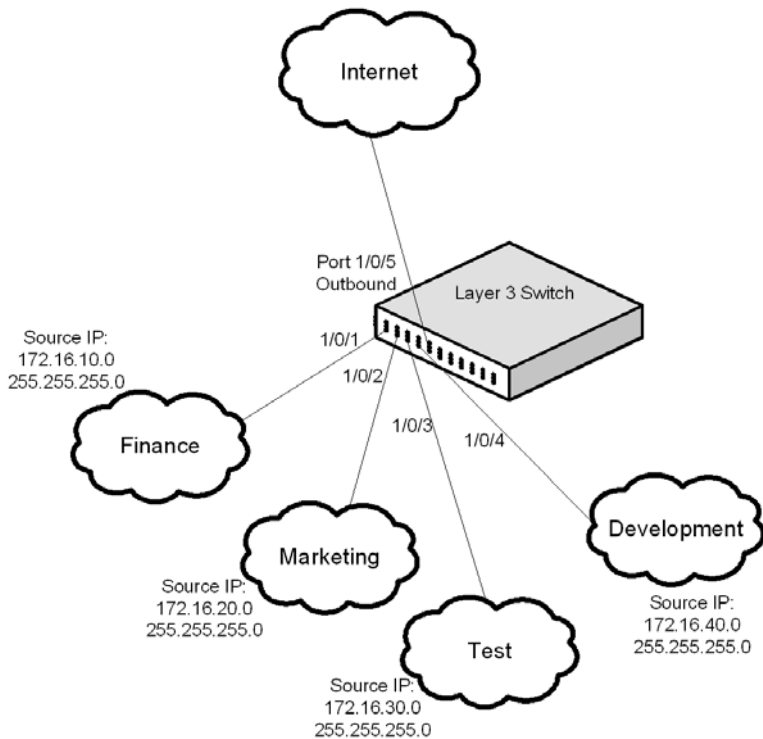 Internet
Port 1/0/5
Outbound
Layer 3 Switch
Source IP:
172.16.10.0
255.255.255.0
1/0/1
1/0/2
1/0/3
1/0/4
Finance
Marketing
Development
Source IP:
172.16.20.0
255.255.255.0
Test
Source IP:
172.16.40.0
255.255.255.0
Source IP:
172.16.30.0
255.255.255.0